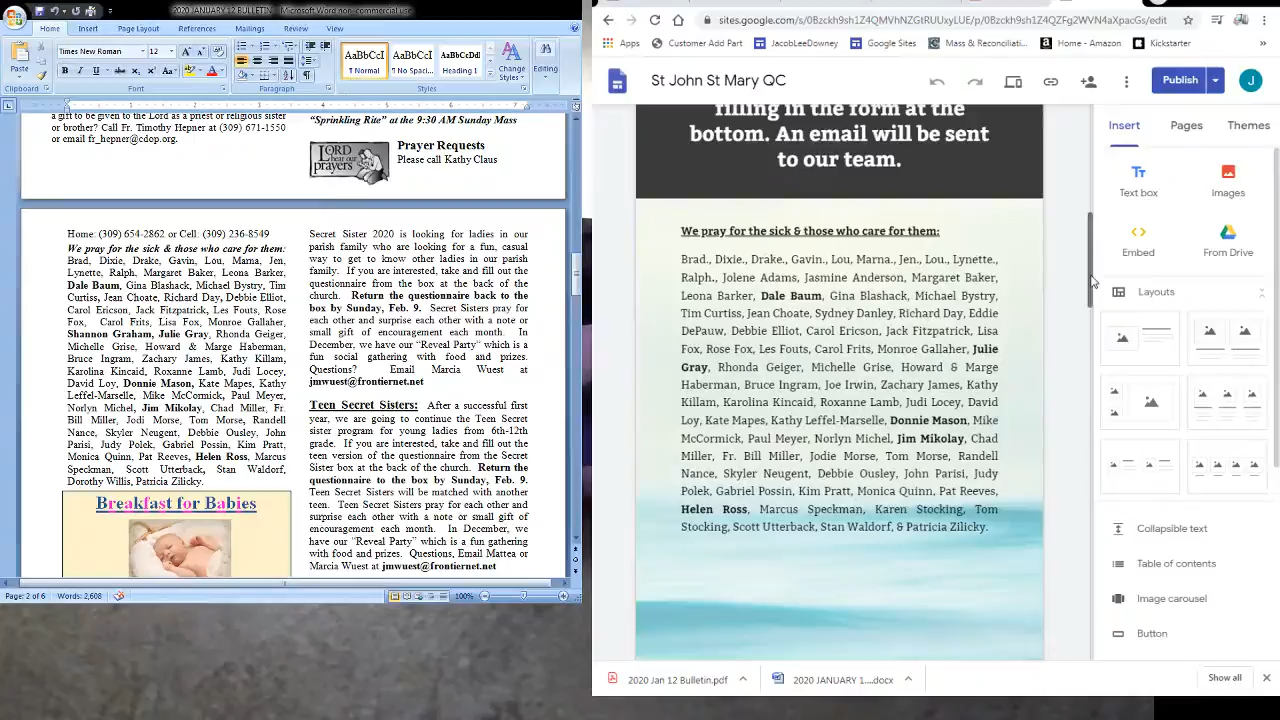 2020 JANUARY 12 BULLETIN - Microsoft Word non-commercial use
Home Insert Page Layout References Mailings Review View
Times New Roman 12
Paste
AaBbCcI AaBbCcI AaBbCcD
¶ Normal ¶ No Spaci... Heading 1
Change Styles
Editing
Clipboard Font Paragraph Styles
a gift to be given to the Lord as a priest or religious sister
or brother? Call Fr. Timothy Hepner at (309) 671-1550
or email fr_hepner@cdop.org.
“Sprinkling Rite” at the 9:30 AM Sunday Mass
LORD hear our prayers
Prayer Requests
Please call Kathy Claus
Home: (309) 654-2862 or Cell: (309) 236-8549
We pray for the sick & those who care for them:
Brad, Dixie, Drake, Gavin, Lou, Marna, Jen,
Lynette, Ralph, Margaret Baker, Leona Barker,
Dale Baum, Gina Blashack, Michael Bystry, Tim
Curtiss, Jean Choate, Richard Day, Debbie Elliot,
Carol Ericson, Jack Fitzpatrick, Les Fouts, Rose
Fox, Carol Frits, Lisa Fox, Monroe Gallaher,
Shannon Graham, Julie Gray, Rhonda Geiger,
Michelle Grise, Howard & Marge Haberman,
Bruce Ingram, Zachary James, Kathy Killam,
Karolina Kincaid, Roxanne Lamb, Judi Locey,
David Loy, Donnie Mason, Kate Mapes, Kathy
Leffel-Marselle, Mike McCormick, Paul Meyer,
Norlyn Michel, Jim Mikolay, Chad Miller, Fr.
Bill Miller, Jodi Morse, Tom Morse, Randell
Nance, Skyler Neugent, Debbie Ousley, John
Parisi, Judy Polek, Gabriel Possin, Kim Pratt,
Monica Quinn, Pat Reeves, Helen Ross, Marcus
Speckman, Scott Utterback, Stan Waldorf,
Dorothy Willis, Patricia Zilicky.
Breakfast for Babies
Secret Sister 2020 is looking for ladies in our
parish family who are looking for a fun, casual
way to get to know other ladies in our parish
family. If you are interested, take and fill out the
questionnaire from the box at the back of the
church. Return the questionnaire back to the
box by Sunday, Feb. 9. Secret Sisters pray for
each other and surprise each other with a note or
small gift of encouragement each month. In
December, we have our “Reveal Party” which is a
fun social gathering with food and prizes.
Questions? Email Marcia Wuest at
jmwuest@frontiernet.net
Teen Secret Sisters: After a successful first
year, we are going to continue the Teen Secret
sister program for young ladies from 6th-12th
grade. If you are interested, take and fill out the
teen version of the questionnaire from the Secret
Sister box at the back of the church. Return the
questionnaire to the box by Sunday, Feb. 9.
Teen Secret Sisters will be matched with another
teen. Teen Secret Sisters pray for each other and
surprise each other with a note or small gift of
encouragement each month. In December, we
have our “Reveal Party” which is a fun gathering
with food and prizes. Questions, Email Mattea or
Marcia Wuest at jmwuest@frontiernet.net
Page: 2 of 6 Words: 2,608 100%
sites.google.com/s/0Bzckh9sh1Z4QMVhNZGtRUUxyLUE/p/0Bzckh9sh1Z4QZFg2WVN4aXpacGs/edit
Apps Customer Add Part JacobLeeDowney Google Sites Mass & Reconciliati... Home - Amazon Kickstarter
St John St Mary QC
Publish
J
filling in the form at the
bottom. An email will be sent
to our team.
We pray for the sick & those who care for them:
Brad., Dixie., Drake., Gavin., Lou, Marna., Jen., Lou., Lynette.,
Ralph., Jolene Adams, Jasmine Anderson, Margaret Baker,
Leona Barker, Dale Baum, Gina Blashack, Michael Bystry,
Tim Curtiss, Jean Choate, Sydney Danley, Richard Day, Eddie
DePauw, Debbie Elliot, Carol Ericson, Jack Fitzpatrick, Lisa
Fox, Rose Fox, Les Fouts, Carol Frits, Monroe Gallaher, Julie
Gray, Rhonda Geiger, Michelle Grise, Howard & Marge
Haberman, Bruce Ingram, Joe Irwin, Zachary James, Kathy
Killam, Karolina Kincaid, Roxanne Lamb, Judi Locey, David
Loy, Kate Mapes, Kathy Leffel-Marselle, Donnie Mason, Mike
McCormick, Paul Meyer, Norlyn Michel, Jim Mikolay, Chad
Miller, Fr. Bill Miller, Jodie Morse, Tom Morse, Randell
Nance, Skyler Neugent, Debbie Ousley, John Parisi, Judy
Polek, Gabriel Possin, Kim Pratt, Monica Quinn, Pat Reeves,
Helen Ross, Marcus Speckman, Karen Stocking, Tom
Stocking, Scott Utterback, Stan Waldorf, & Patricia Zilicky.
Insert Pages Themes
Text box Images
Embed From Drive
Layouts
Collapsible text
Table of contents
Image carousel
Button
2020 Jan 12 Bulletin.pdf
2020 JANUARY 1....docx
Show all